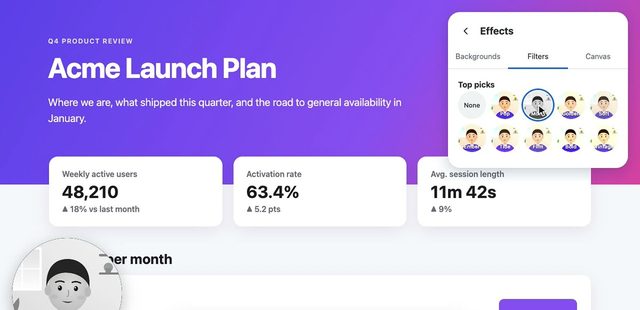 Q4 PRODUCT REVIEW
Acme Launch Plan
Where we are, what shipped this quarter, and the road to general availability in
January.
Effects
Backgrounds
Filters
Canvas
Top picks
None
Pop
Weekly active users
48,210
▲ 18% vs last month
Activation rate
63.4%
▲ 5.2 pts
Avg. session length
11m 42s
▲ 9%
per month